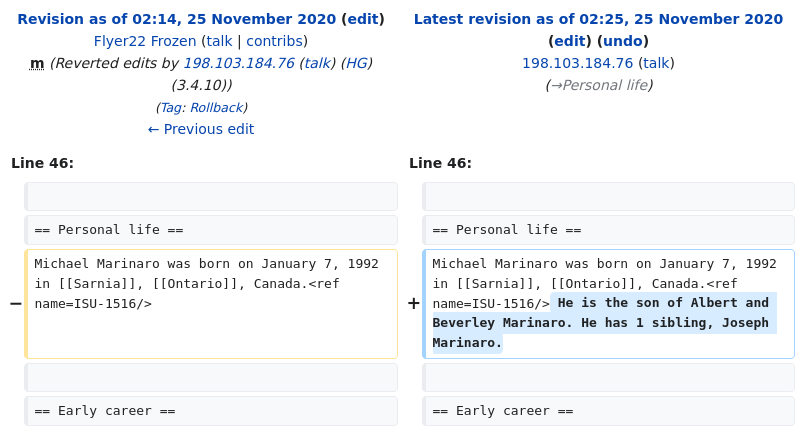 Revision as of 02:14, 25 November 2020 (edit)
Flyer22 Frozen (talk | contribs)
m (Reverted edits by 198.103.184.76 (talk) (HG)
(3.4.10))
(Tag: Rollback)
← Previous edit
Latest revision as of 02:25, 25 November 2020
(edit) (undo)
198.103.184.76 (talk)
(→Personal life)
Line 46:
Line 46:
== Personal life ==
== Personal life ==
− Michael Marinaro was born on January 7, 1992
in [[Sarnia]], [[Ontario]], Canada.<ref
name=ISU-1516/>
+ Michael Marinaro was born on January 7, 1992
in [[Sarnia]], [[Ontario]], Canada.<ref
name=ISU-1516/> He is the son of Albert and
Beverley Marinaro. He has 1 sibling, Joseph
Marinaro.
== Early career ==
== Early career ==